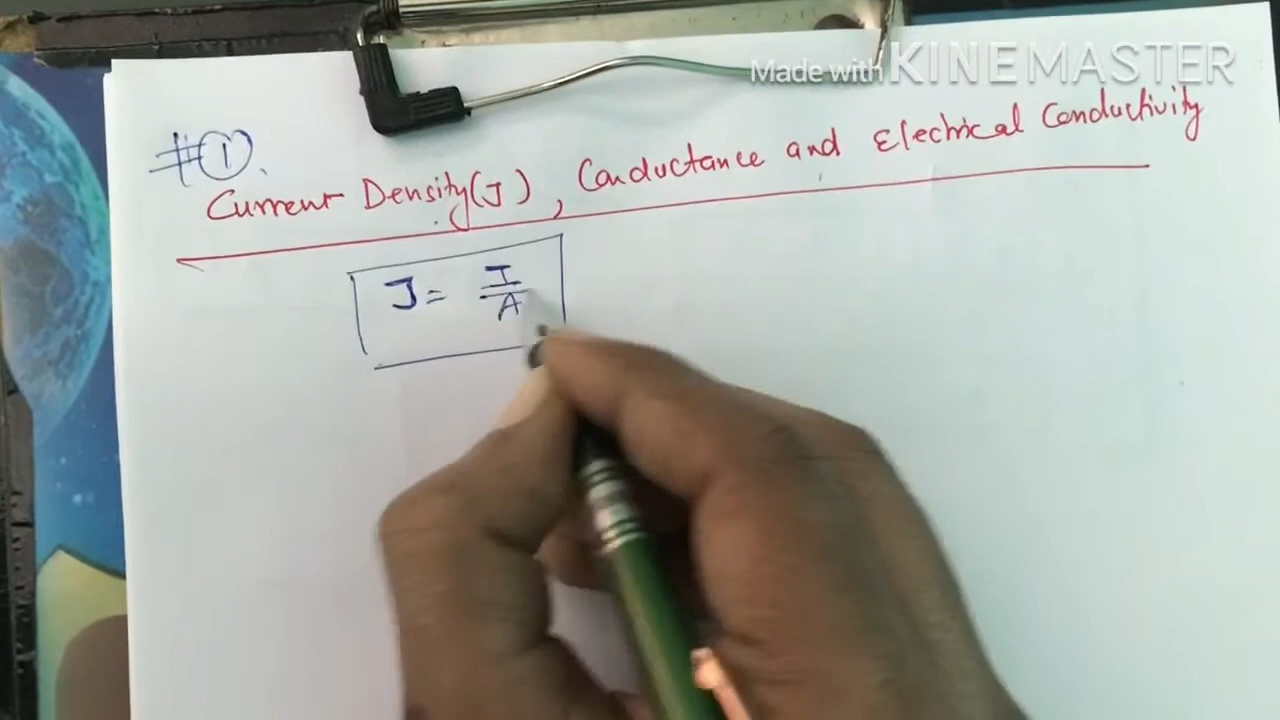 Made with KINEMASTER
#①.
Current Density(J), Conductance and Electrical Conductivity
J = I/A